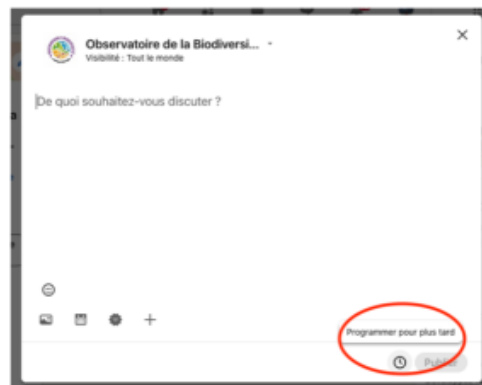 Observatoire de la Biodiversi...
Visibilité : Tout le monde
De quoi souhaitez-vous discuter ?
Programmer pour plus tard
Publier